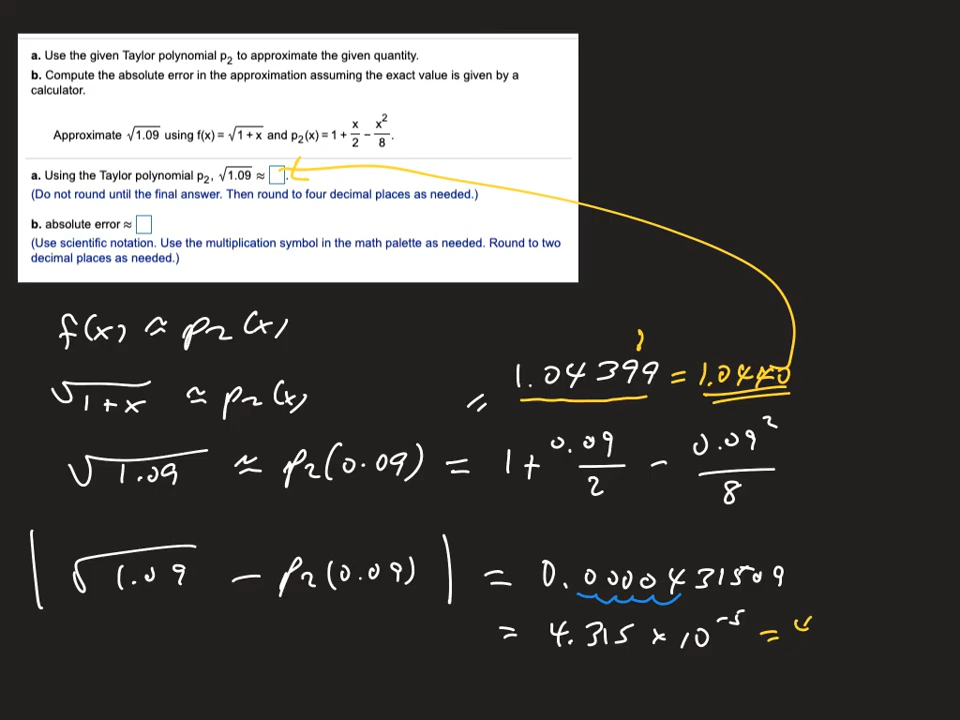 a. Use the given Taylor polynomial p₂ to approximate the given quantity.
b. Compute the absolute error in the approximation assuming the exact value is given by a
calculator.
Approximate √1.09 using f(x) = √1 + x and p₂(x) = 1 + x/2 − x²/8.
a. Using the Taylor polynomial p₂, √1.09 ≈ .
(Do not round until the final answer. Then round to four decimal places as needed.)
b. absolute error ≈
(Use scientific notation. Use the multiplication symbol in the math palette as needed. Round to two
decimal places as needed.)
f(x) ≈ p₂(x)
√1+x ≈ p₂(x)
= 1.04399 = 1.0440
√1.09 ≈ p₂(0.09) = 1 + 0.09/2 − 0.09²/8
|√1.09 − p₂(0.09)| = 0.0000431509
= 4.315 × 10⁻⁵ =